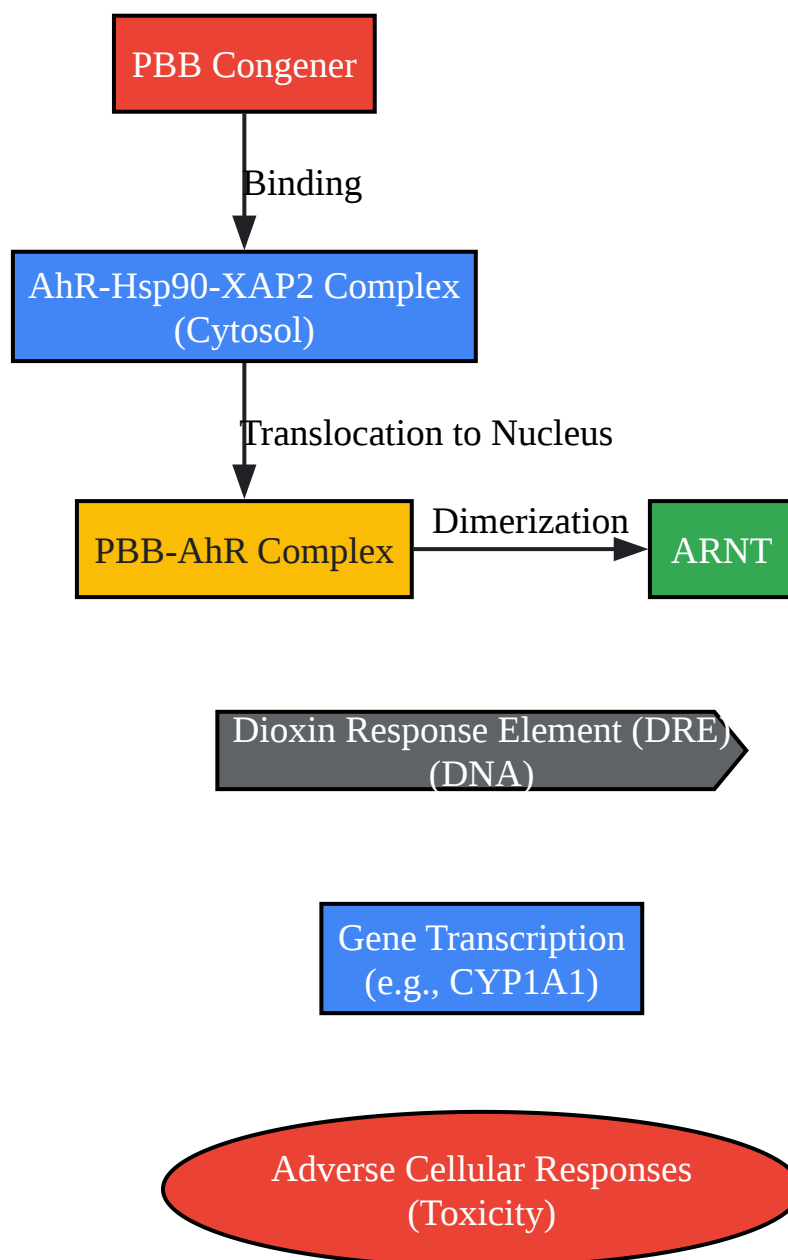 PBB Congener
Binding
AhR-Hsp90-XAP2 Complex
(Cytosol)
Translocation to Nucleus
PBB-AhR Complex
Dimerization
ARNT
Dioxin Response Element (DRE)
(DNA)
Gene Transcription
(e.g., CYP1A1)
Adverse Cellular Responses
(Toxicity)